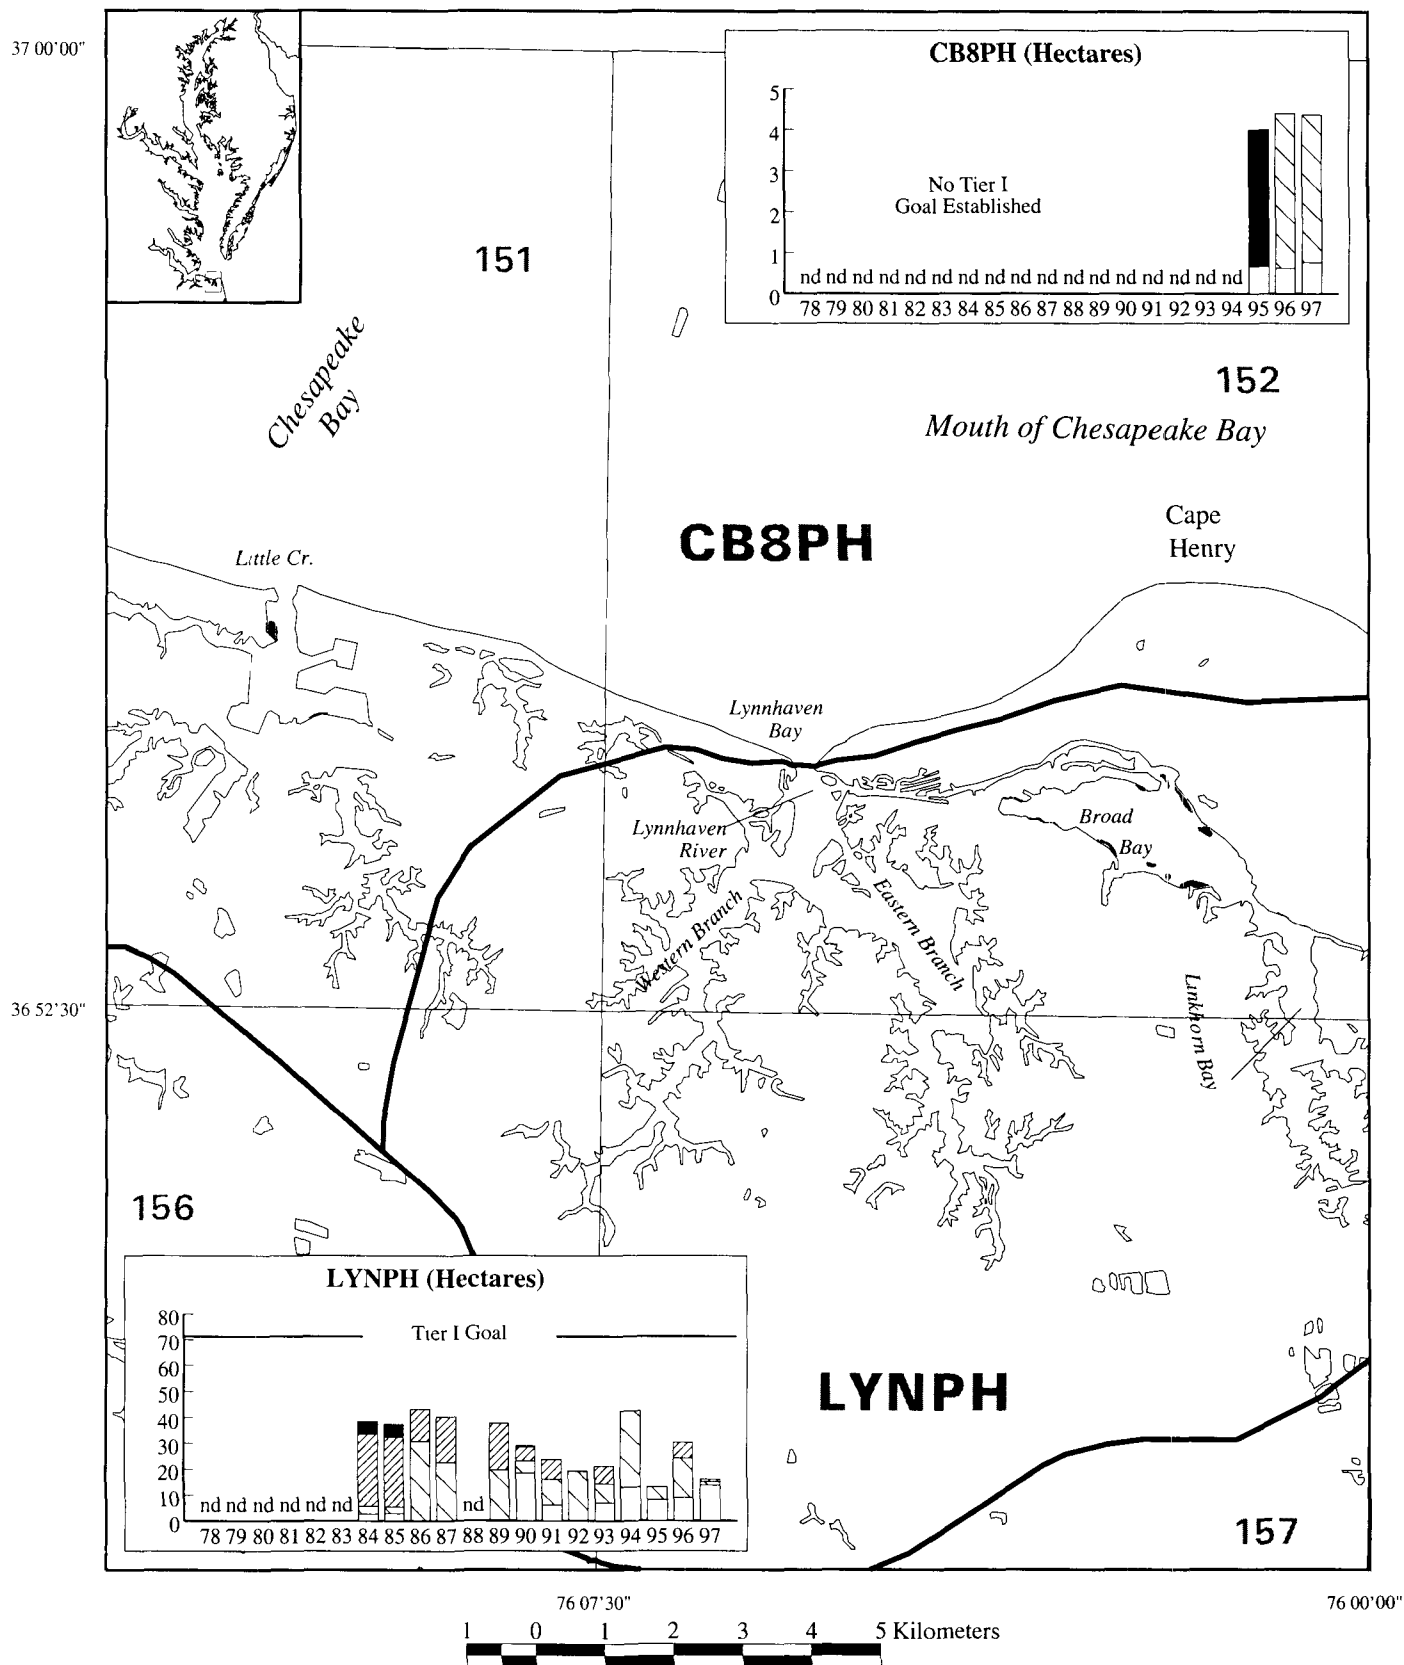 37 00'00"
CB8PH (Hectares)
5
4
3
2
1
0
No Tier I
Goal Established
nd nd nd nd nd nd nd nd nd nd nd nd nd nd nd nd nd
78 79 80 81 82 83 84 85 86 87 88 89 90 91 92 93 94 95 96 97
151
152
Chesapeake
Bay
Mouth of Chesapeake Bay
CB8PH
Cape
Henry
Little Cr.
Lynnhaven
Bay
Lynnhaven
River
Broad
Bay
Western Branch
Eastern Branch
Linkhorn Bay
36 52'30"
156
LYNPH (Hectares)
80
70
60
50
40
30
20
10
0
Tier I Goal
nd nd nd nd nd nd nd
78 79 80 81 82 83 84 85 86 87 88 89 90 91 92 93 94 95 96 97
LYNPH
157
76 07'30"
76 00'00"
1 0 1 2 3 4 5 Kilometers